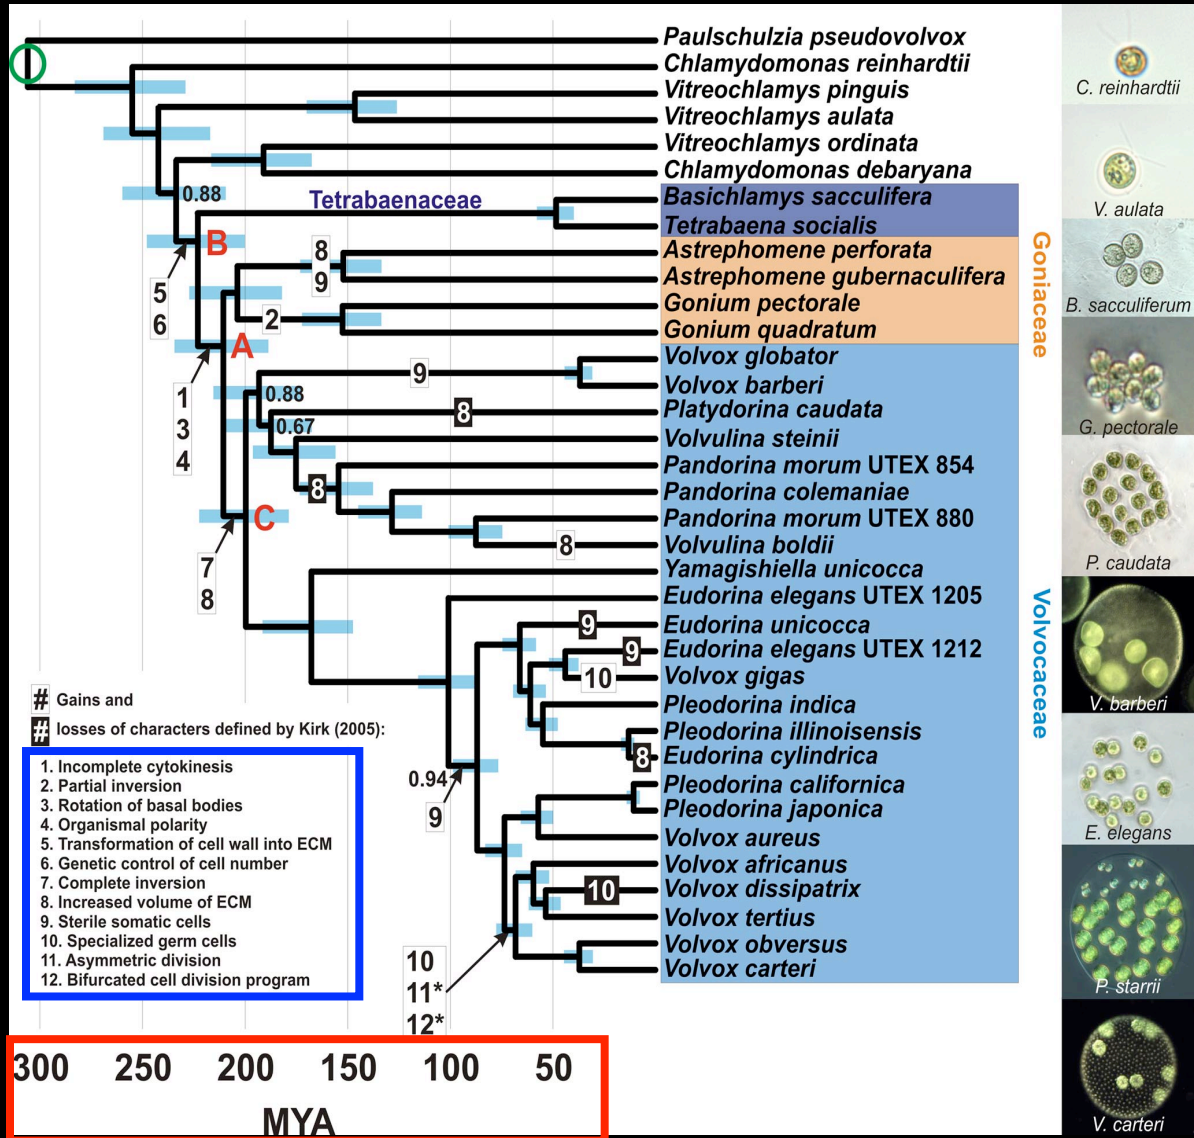 Paulschulzia pseudovolvox
Chlamydomonas reinhardtii
Vitreochlamys pinguis
Vitreochlamys aulata
Vitreochlamys ordinata
Chlamydomonas debaryana
0.88
Tetrabaenaceae
Basichlamys sacculifera
Tetrabaena socialis
B
5
6
8
9
Astrephomene perforata
Astrephomene gubernaculifera
2
Gonium pectorale
Gonium quadratum
A
1
3
4
Volvox globator
9
Volvox barberi
0.88
8
Platydorina caudata
0.67
Volvulina steinii
Pandorina morum UTEX 854
8
Pandorina colemaniae
Pandorina morum UTEX 880
C
8
Volvulina boldii
7
8
Yamagishiella unicocca
Eudorina elegans UTEX 1205
9
Eudorina unicocca
9
Eudorina elegans UTEX 1212
10
Volvox gigas
Pleodorina indica
Pleodorina illinoisensis
8
Eudorina cylindrica
0.94
9
Pleodorina californica
Pleodorina japonica
Volvox aureus
Volvox africanus
10
Volvox dissipatrix
Volvox tertius
Volvox obversus
Volvox carteri
10
11*
12*
Goniaceae
Volvocaceae
# Gains and
# losses of characters defined by Kirk (2005):
1. Incomplete cytokinesis
2. Partial inversion
3. Rotation of basal bodies
4. Organismal polarity
5. Transformation of cell wall into ECM
6. Genetic control of cell number
7. Complete inversion
8. Increased volume of ECM
9. Sterile somatic cells
10. Specialized germ cells
11. Asymmetric division
12. Bifurcated cell division program
300 250 200 150 100 50
MYA
C. reinhardtii
V. aulata
B. sacculiferum
G. pectorale
P. caudata
V. barberi
E. elegans
P. starrii
V. carteri